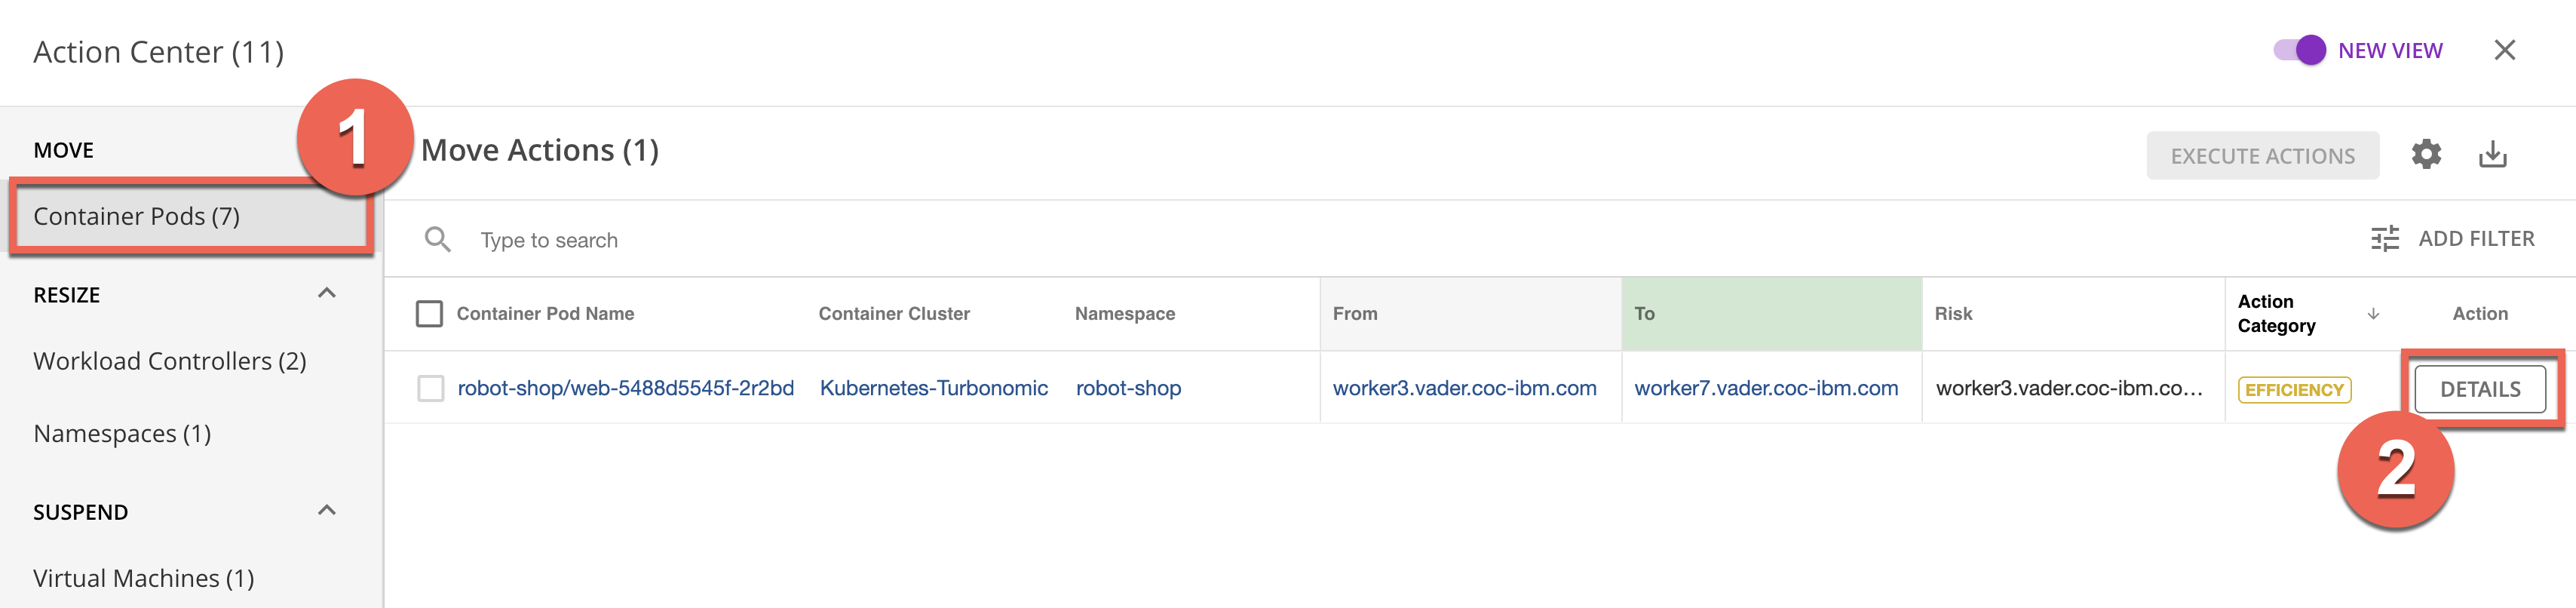 Action Center (11)
NEW VIEW
MOVE
1
Container Pods (7)
RESIZE
Workload Controllers (2)
Namespaces (1)
SUSPEND
Virtual Machines (1)
Move Actions (1)
EXECUTE ACTIONS
Type to search
ADD FILTER
Container Pod Name Container Cluster Namespace From To Risk Action Category Action
robot-shop/web-5488d5545f-2r2bd Kubernetes-Turbonomic robot-shop worker3.vader.coc-ibm.com worker7.vader.coc-ibm.com worker3.vader.coc-ibm.co... EFFICIENCY DETAILS
2